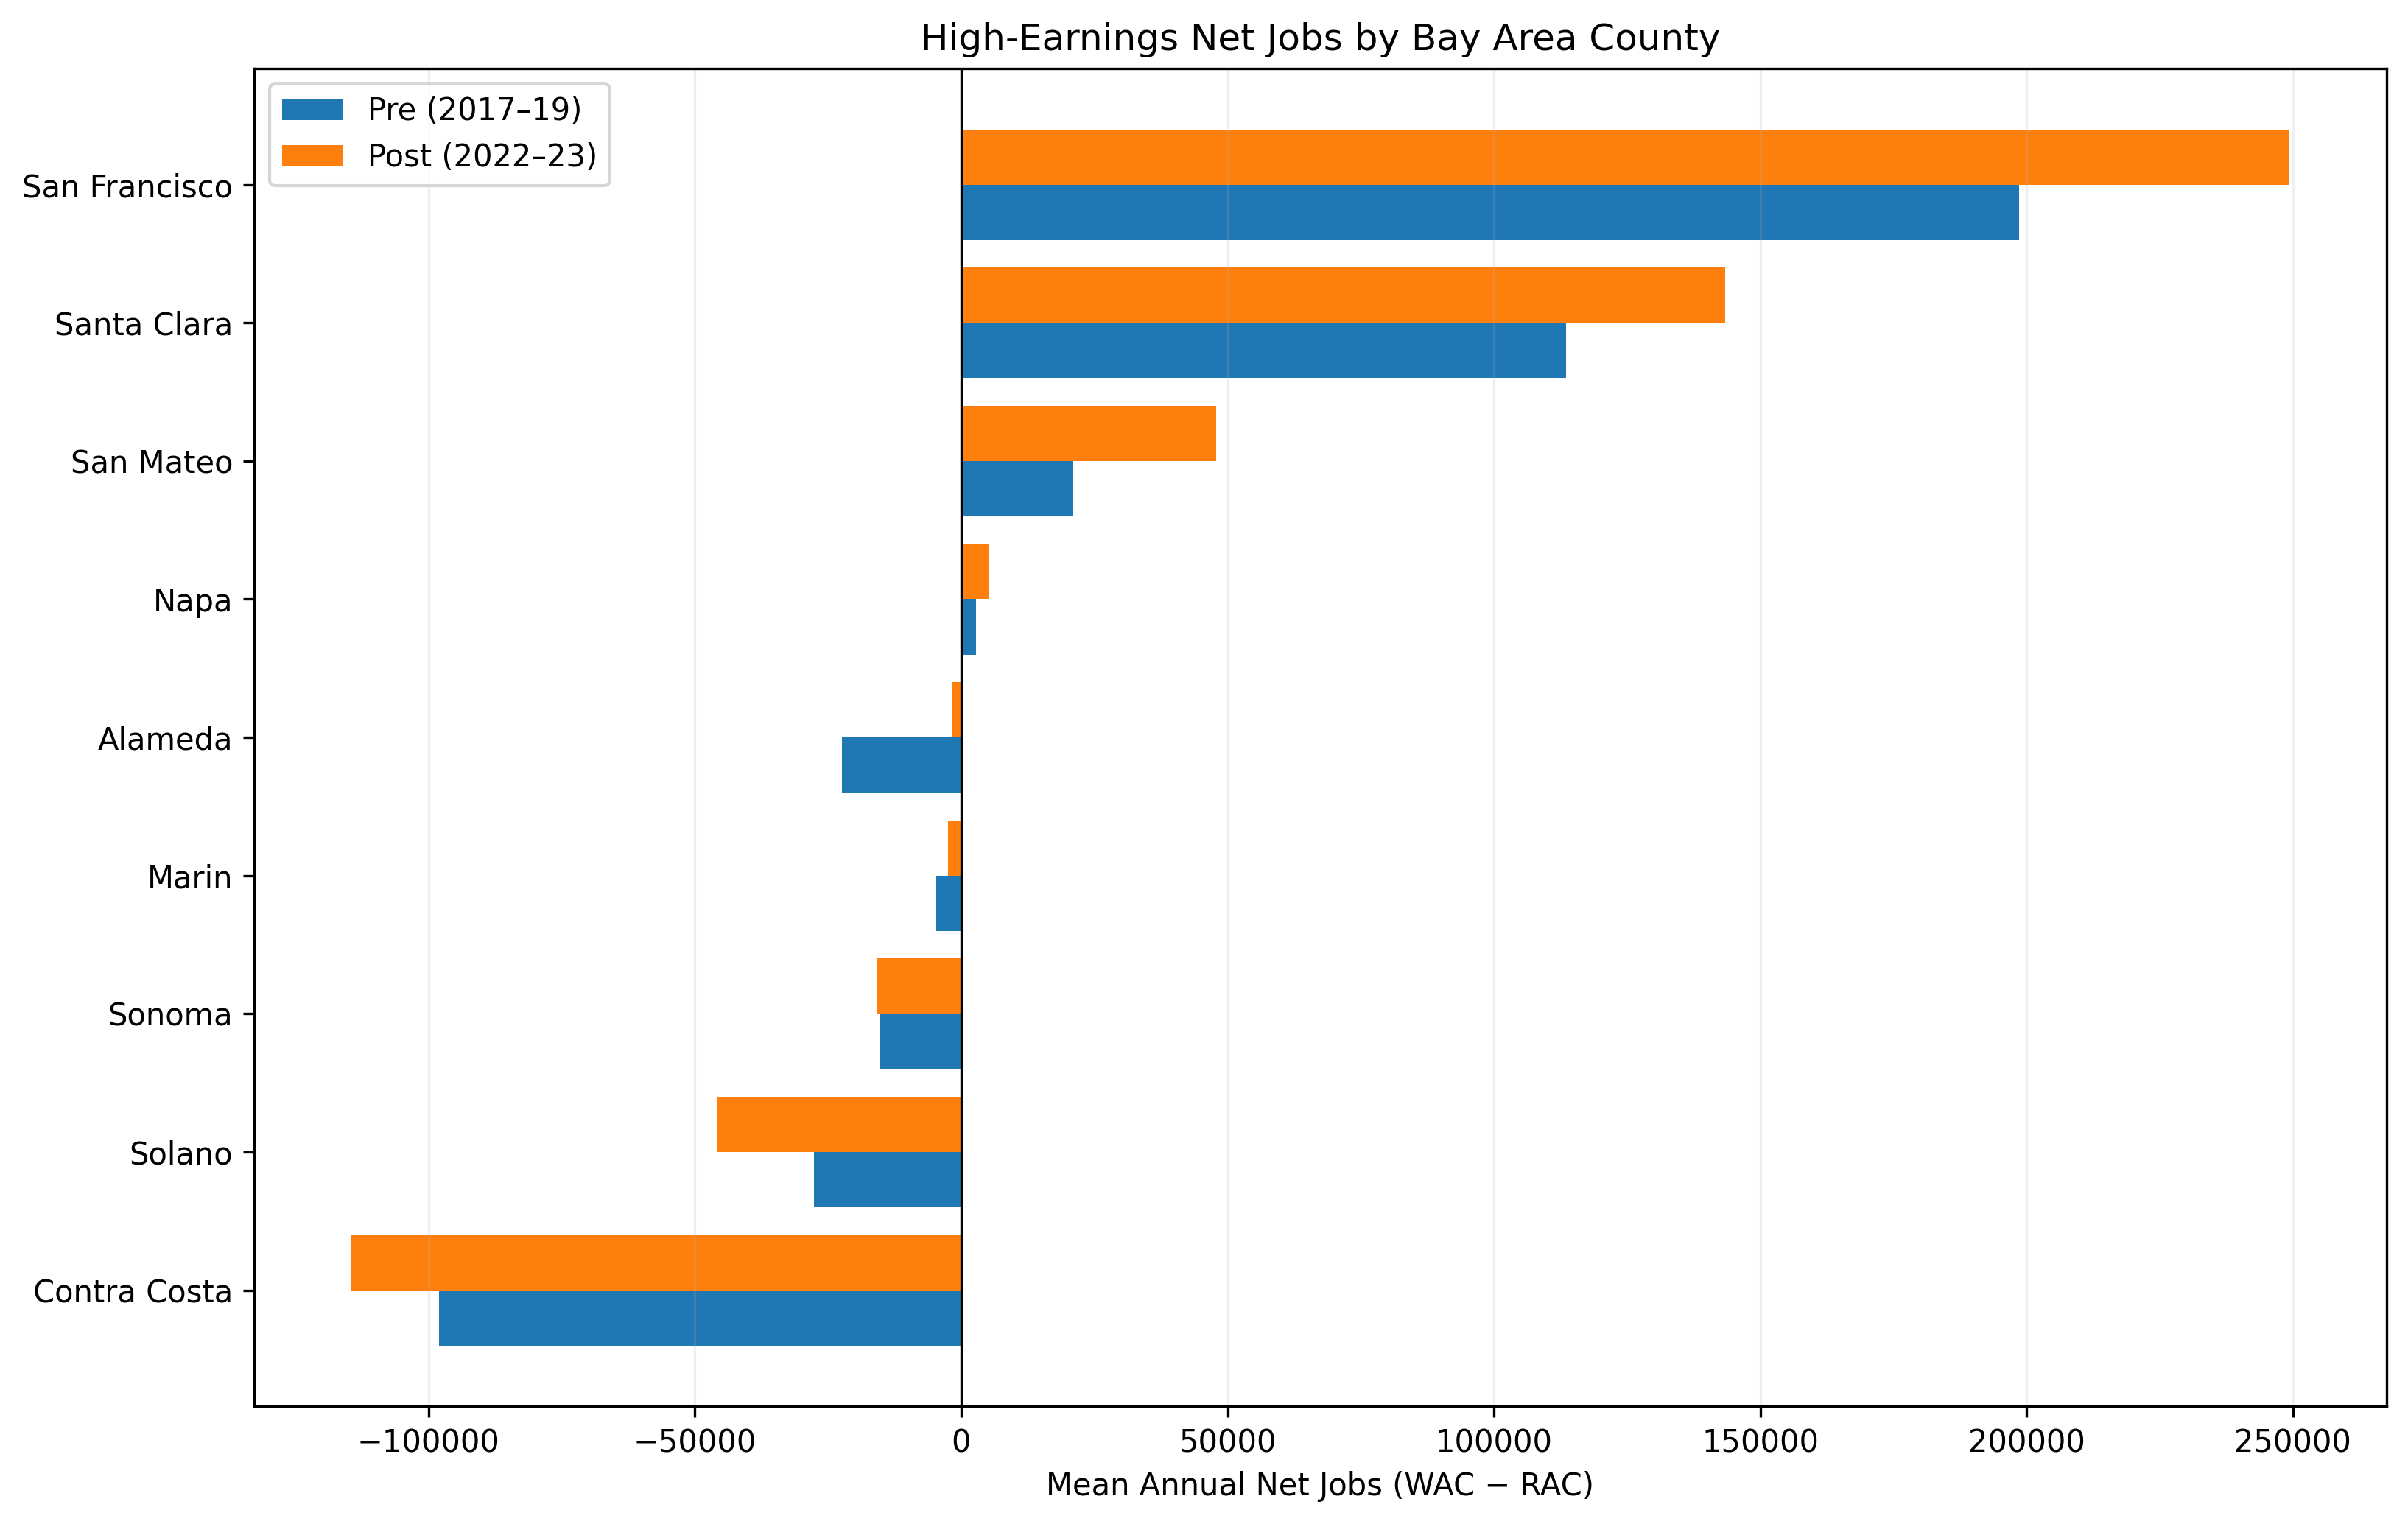 High-Earnings Net Jobs by Bay Area County
Pre (2017–19)
Post (2022–23)
San Francisco
Santa Clara
San Mateo
Napa
Alameda
Marin
Sonoma
Solano
Contra Costa
−100000 −50000 0 50000 100000 150000 200000 250000
Mean Annual Net Jobs (WAC − RAC)